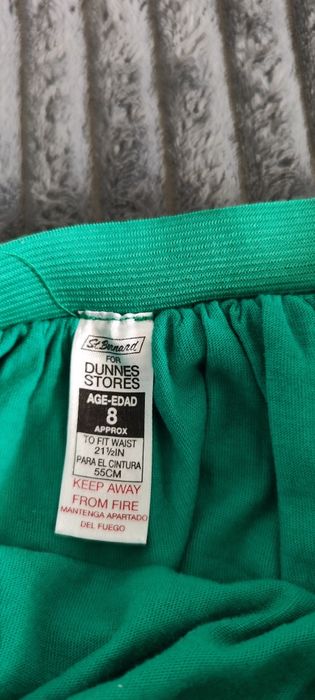 St. Bernard
FOR
DUNNES
STORES
AGE-EDAD
8
APPROX
TO FIT WAIST
21½IN
PARA EL CINTURA
55CM
KEEP AWAY
FROM FIRE
MANTENGA APARTADO
DEL FUEGO